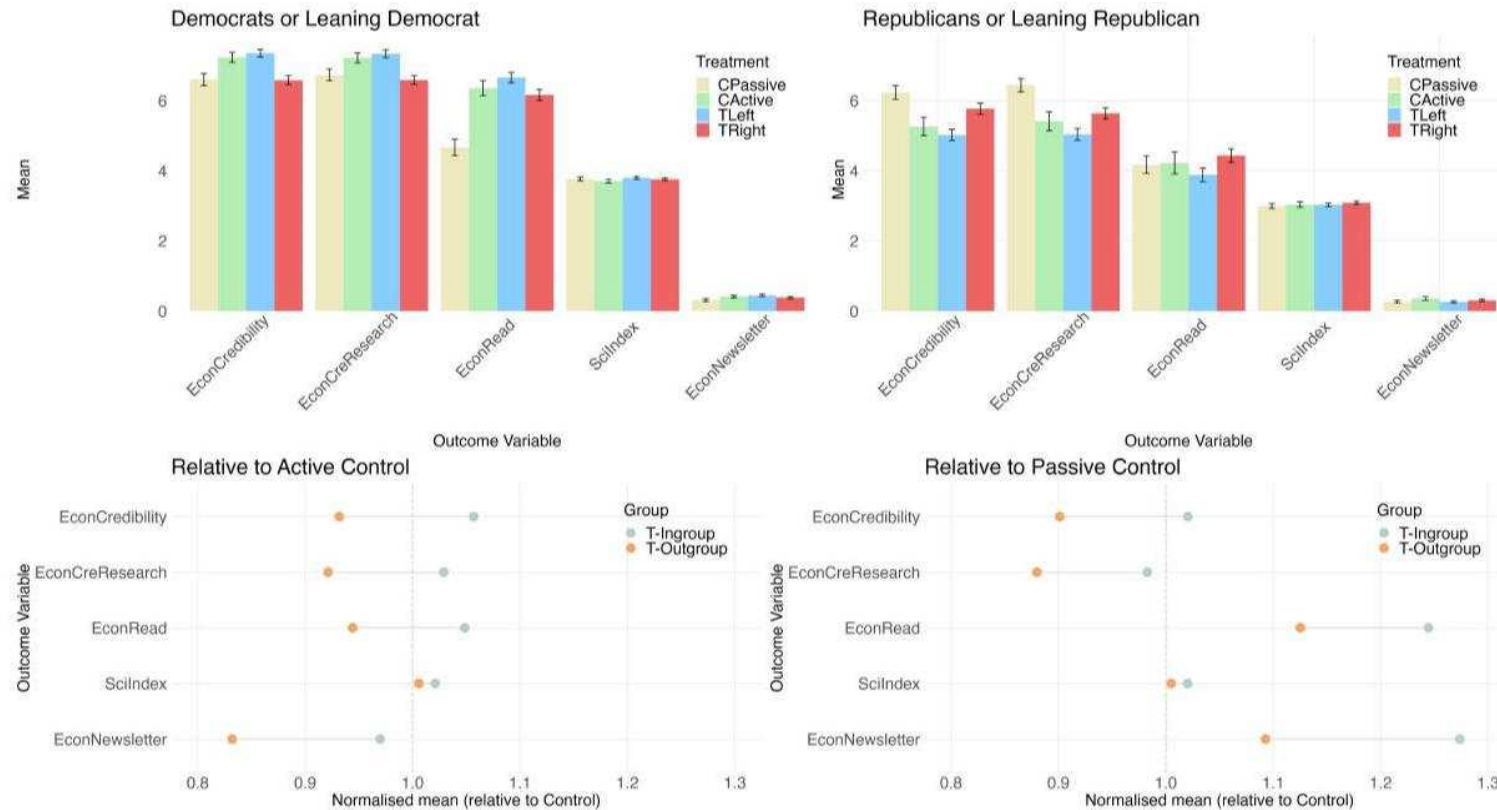 Democrats or Leaning Democrat
Mean
6
4
2
0
Treatment
CPassive
CActive
TLeft
TRight
EconCredibility
EconCreResearch
EconRead
SciIndex
EconNewsletter
Outcome Variable
Republicans or Leaning Republican
Mean
6
4
2
0
Treatment
CPassive
CActive
TLeft
TRight
EconCredibility
EconCreResearch
EconRead
SciIndex
EconNewsletter
Outcome Variable
Relative to Active Control
Outcome Variable
EconCredibility
EconCreResearch
EconRead
SciIndex
EconNewsletter
Group
T-Ingroup
T-Outgroup
0.8 0.9 1.0 1.1 1.2 1.3
Normalised mean (relative to Control)
Relative to Passive Control
Outcome Variable
EconCredibility
EconCreResearch
EconRead
SciIndex
EconNewsletter
Group
T-Ingroup
T-Outgroup
0.8 0.9 1.0 1.1 1.2 1.3
Normalised mean (relative to Control)